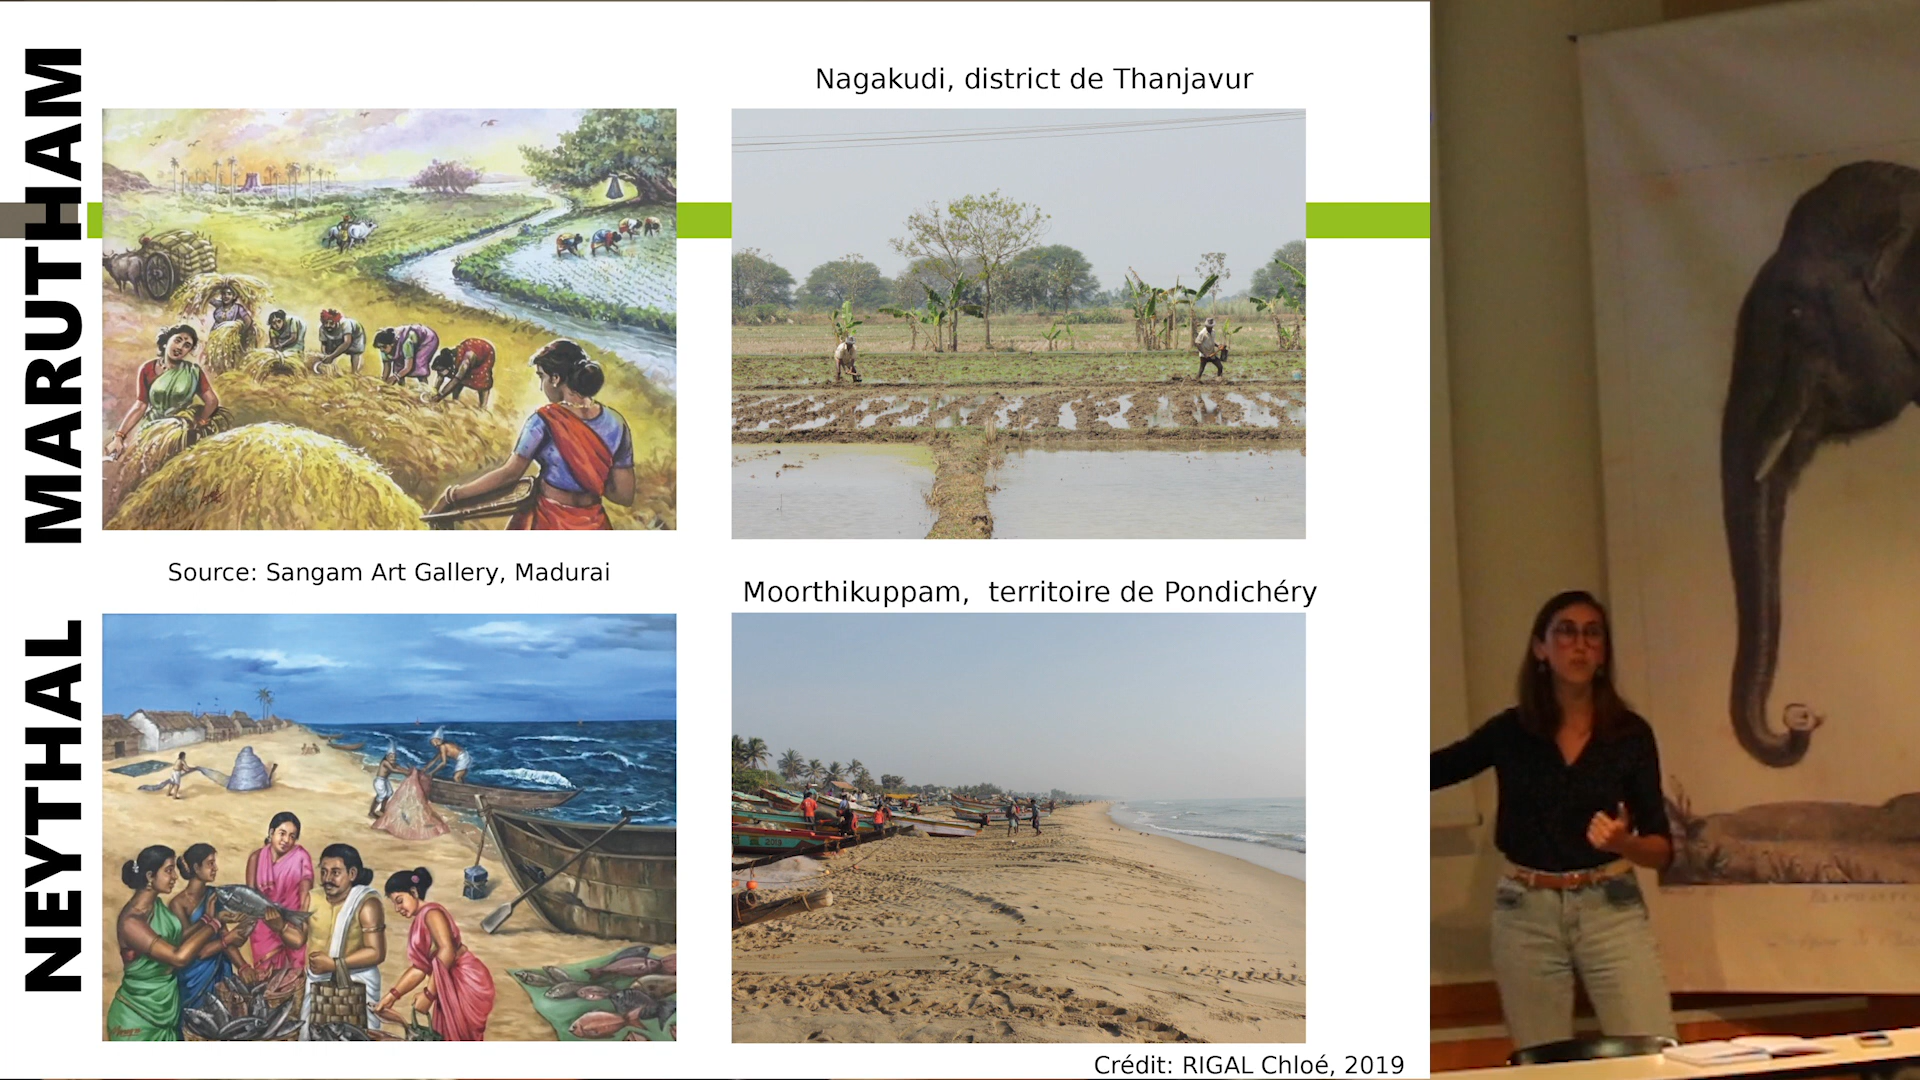 MARUTHAM
Nagakudi, district de Thanjavur
Source: Sangam Art Gallery, Madurai
NEYTHAL
Moorthikuppam, territoire de Pondichéry
Crédit: RIGAL Chloé, 2019